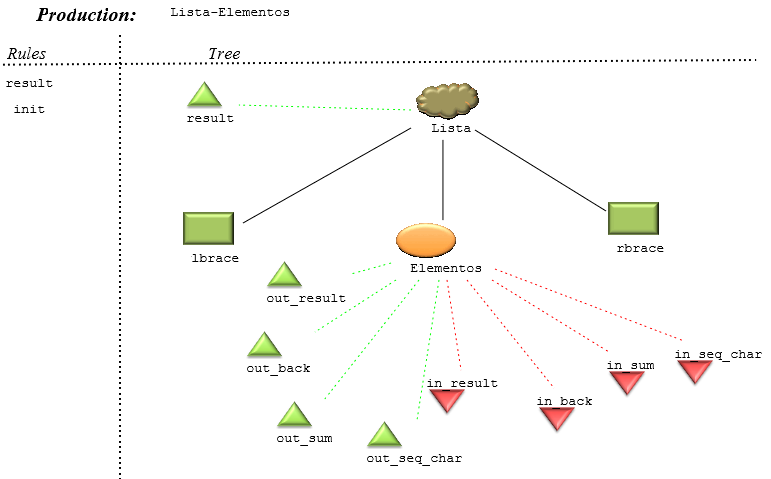 Production: Lista-Elementos
Rules Tree
result
init
result
Lista
lbrace
rbrace
Elementos
out_result
out_back
in_seq_char
in_sum
in_result
in_back
out_sum
out_seq_char